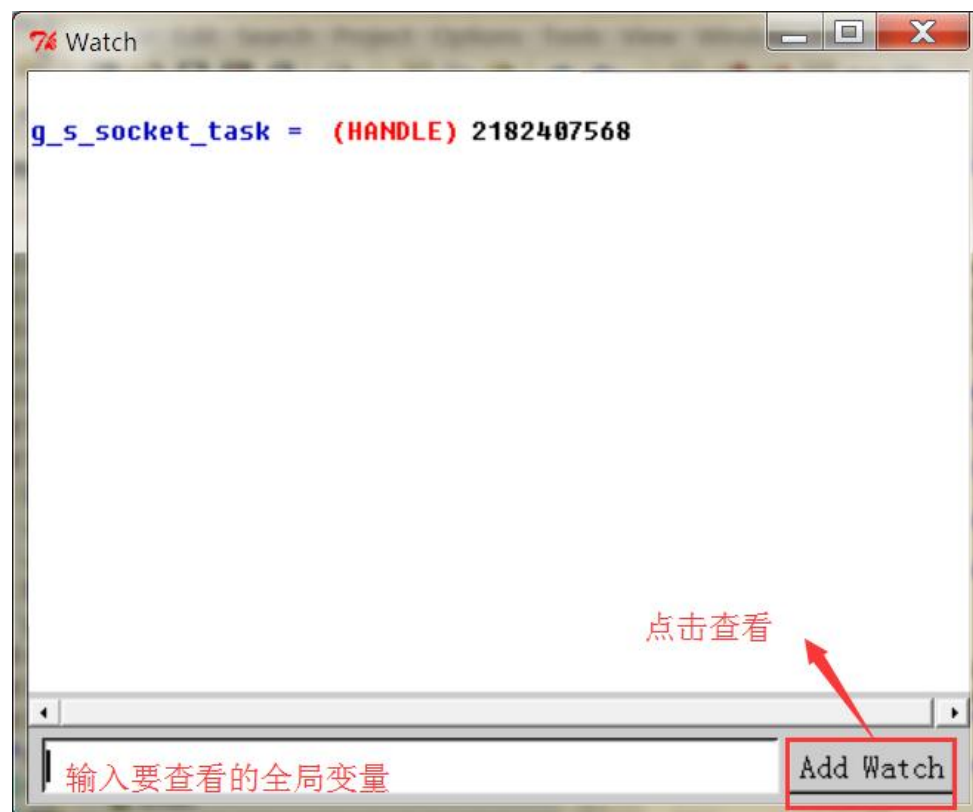 Watch
g_s_socket_task = (HANDLE) 2182407568
点击查看
输入要查看的全局变量
Add Watch